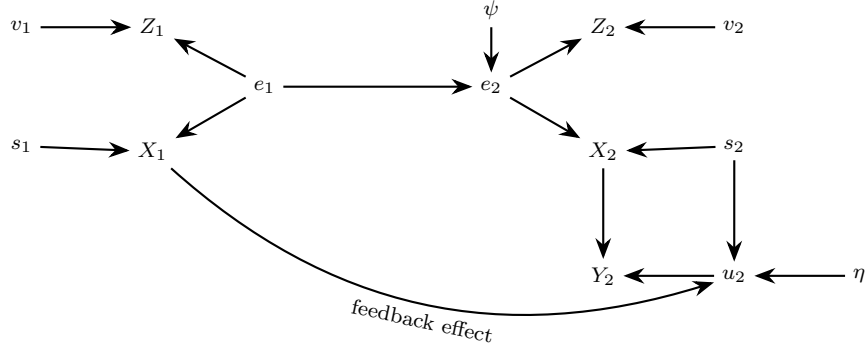 ψ
v₁ Z₁ Z₂ v₂
e₁ e₂
s₁ X₁ X₂ s₂
Y₂ u₂ η
feedback effect